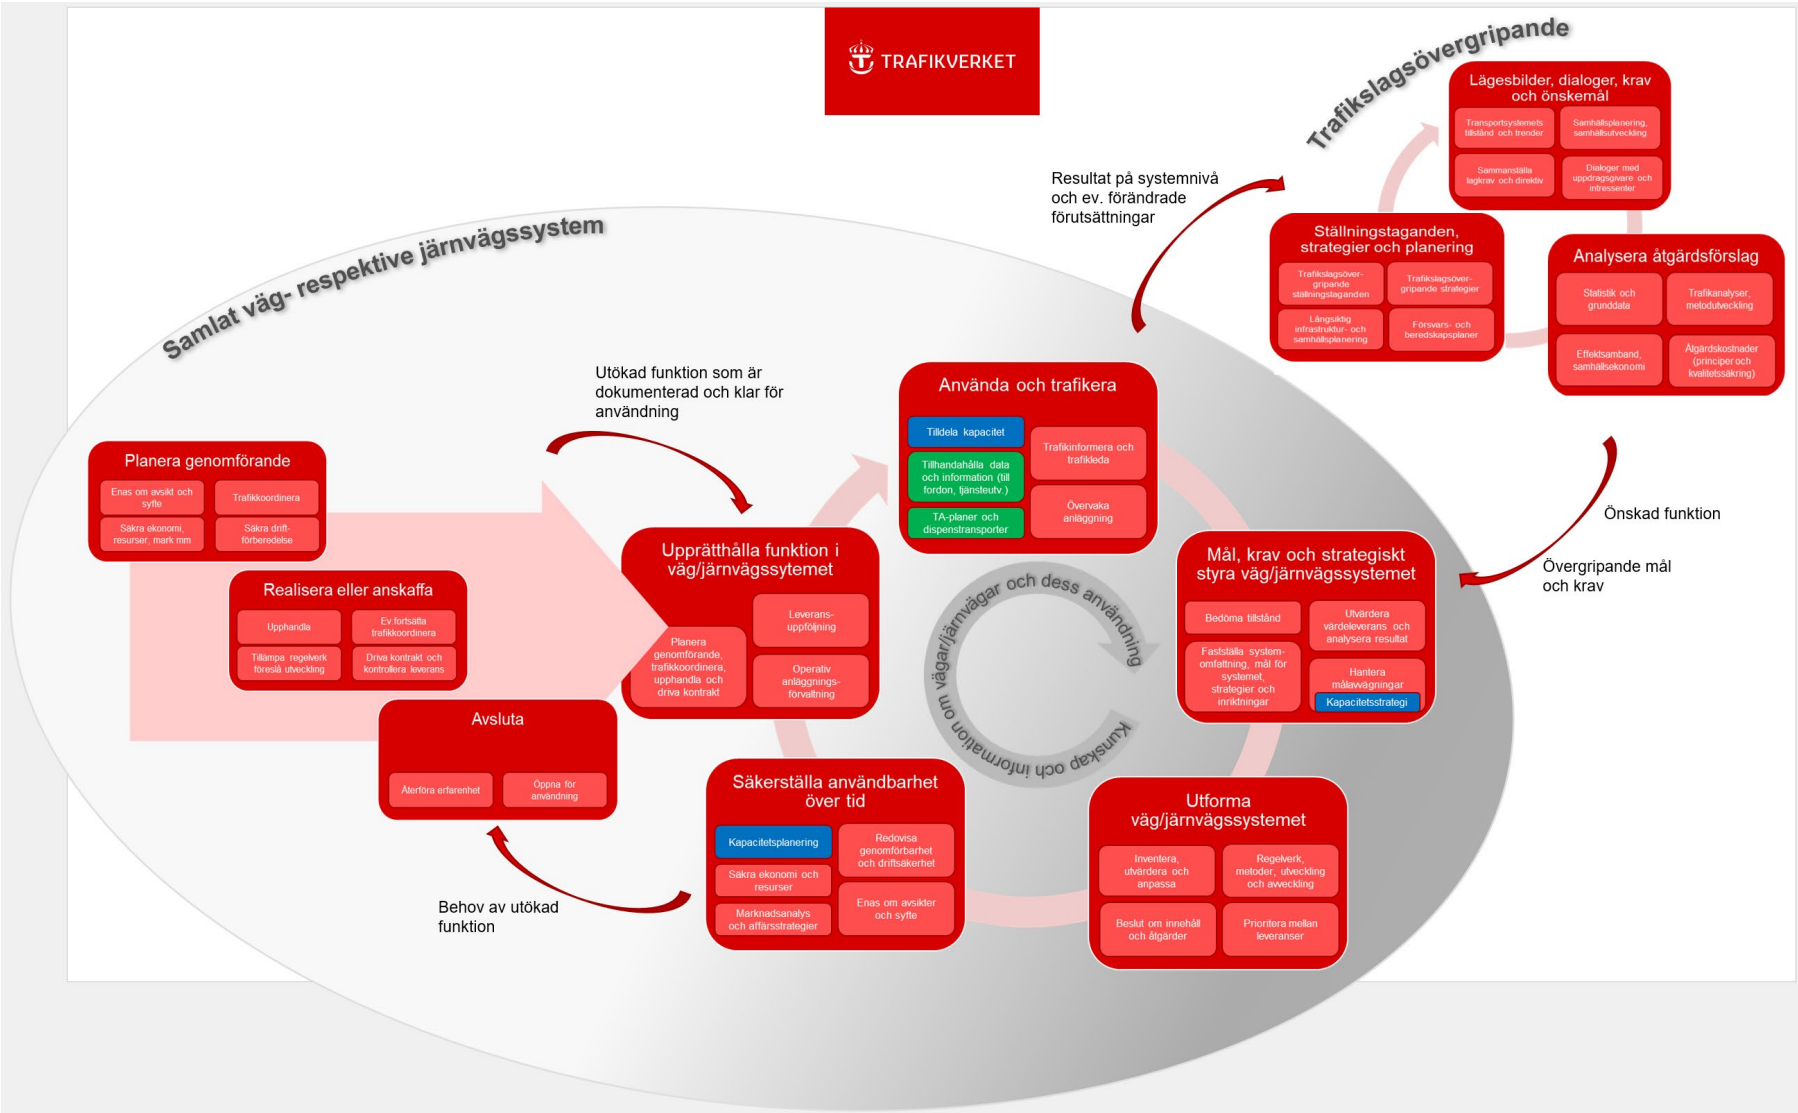 TRAFIKVERKET
Trafikslagsövergripande
Lägesbilder, dialoger, krav
och önskemål
Transportsystemets
tillstånd och trender
Samhällsplanering,
samhällsutveckling
Sammanställa
lagkrav och direktiv
Dialoger med
uppdragsgivare och
intressenter
Resultat på systemnivå
och ev. förändrade
förutsättningar
Ställningstaganden,
strategier och planering
Trafikslagsöver-
gripande
ställningstaganden
Trafikslagsöver-
gripande strategier
Långsiktig
infrastruktur- och
samhällsplanering
Försvars- och
beredskapsplaner
Analysera åtgärdsförslag
Statistik och
grunddata
Trafikanalyser,
metodutveckling
Effektsamband,
samhällsekonomi
Åtgärdskostnader
(principer och
kvalitetssäkring)
Samlat väg- respektive järnvägssystem
Utökad funktion som är
dokumenterad och klar för
användning
Använda och trafikera
Tilldela kapacitet
Tillhandahålla data
och information (till
fordon, tjänsteutv.)
TA-planer och
dispenstransporter
Trafikinformera och
trafikleda
Övervaka
anläggning
Planera genomförande
Enas om avsikt och
syfte
Trafikkoordinera
Säkra ekonomi,
resurser, mark mm
Säkra drift-
förberedelse
Önskad funktion
Övergripande mål
och krav
Realisera eller anskaffa
Upphandla
Ev.fortsätta
trafikkoordinera
Tillämpa regelverk
föreslå utveckling
Driva kontrakt och
kontrollera leverans
Upprätthålla funktion i
väg/järnvägssytemet
Planera
genomförande,
trafikkoordinera,
upphandla och
driva kontrakt
Leverans-
uppföljning
Operativ
anläggnings-
förvaltning
Kunskap och information om vägar/järnvägar och dess användning
Mål, krav och strategiskt
styra väg/järnvägssystemet
Bedöma tillstånd
Utvärdera
värdeleverans och
analysera resultat
Fastställa system-
omfattning, mål för
systemet,
strategier och
inriktningar
Hantera
målavvägningar
Kapacitetsstrategi
Avsluta
Återföra erfarenhet
Öppna för
användning
Säkerställa användbarhet
över tid
Kapacitetsplanering
Säkra ekonomi och
resurser
Marknadsanalys
och affärsstrategier
Redovisa
genomförbarhet
och driftsäkerhet
Enas om avsikter
och syfte
Utforma
väg/järnvägssystemet
Inventera,
utvärdera och
anpassa
Regelverk,
metoder, utveckling
och avveckling
Beslut om innehåll
och åtgärder
Prioritera mellan
leveranser
Behov av utökad
funktion